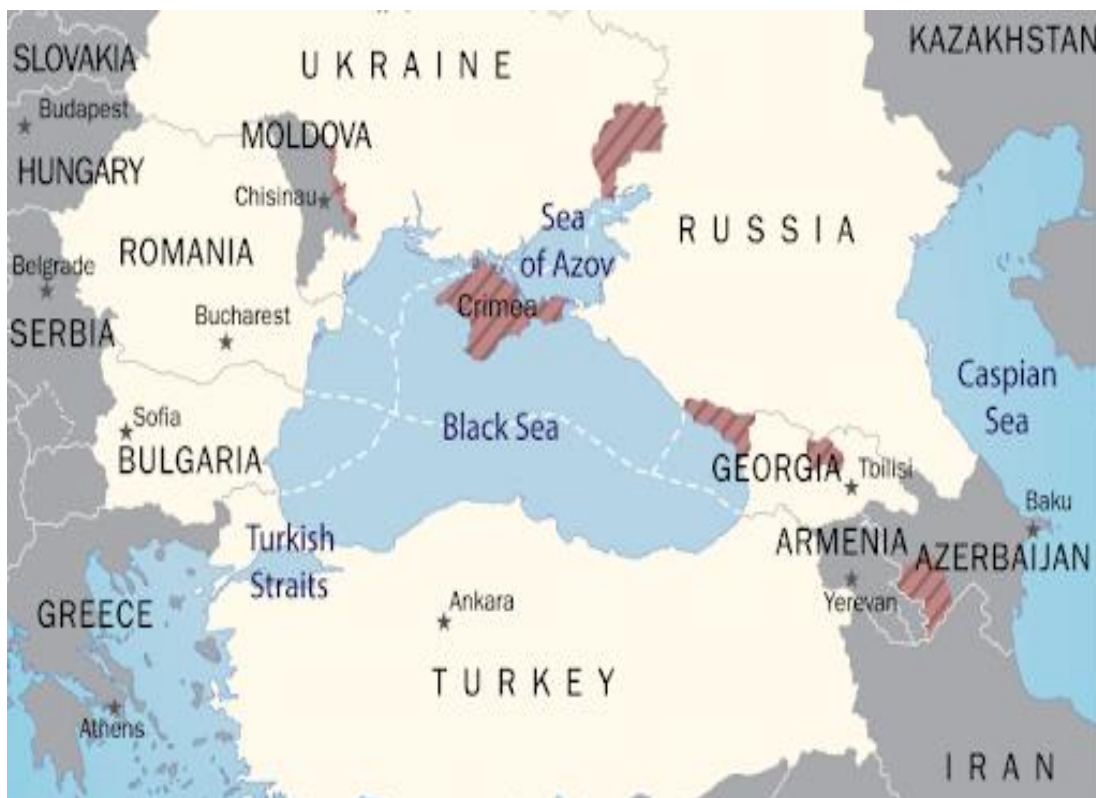 KAZAKHSTAN
SLOVAKIA
UKRAINE
Budapest
MOLDOVA
HUNGARY
Chisinau
Sea
of Azov
RUSSIA
ROMANIA
Belgrade
Crimea
Bucharest
SERBIA
Caspian
Sea
Sofia
Black Sea
BULGARIA
GEORGIA
Tbilisi
Baku
Turkish
Straits
ARMENIA
AZERBAIJAN
Yerevan
Ankara
GREECE
TURKEY
Athens
IRAN